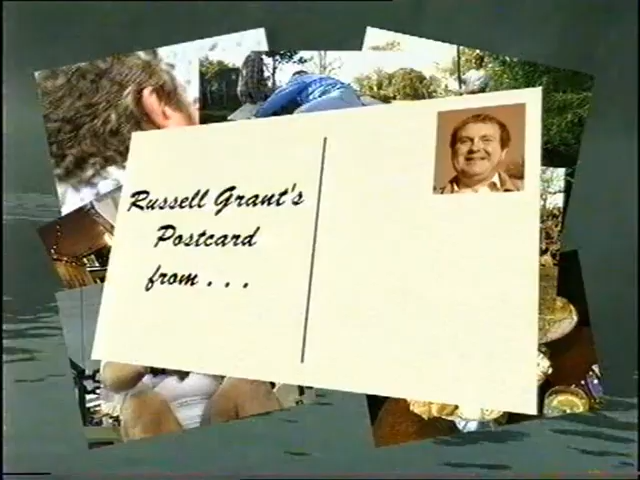 Russell Grant's
Postcard
from . . .